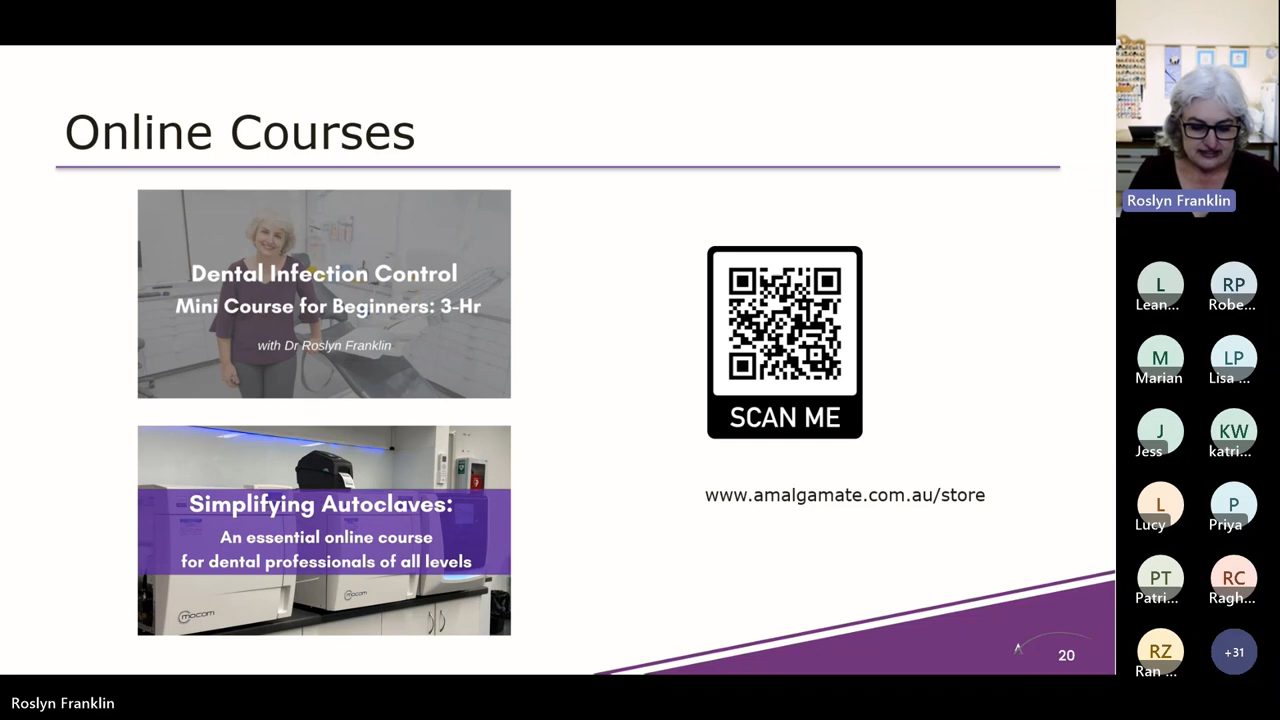 Online Courses
Dental Infection Control
Mini Course for Beginners: 3-Hr
with Dr Roslyn Franklin
Simplifying Autoclaves:
An essential online course
for dental professionals of all levels
mocom
mocom
SCAN ME
www.amalgamate.com.au/store
20
Roslyn Franklin
L
Lean...
RP
Robe...
M
Marian
LP
Lisa ...
J
Jess
KW
katri...
L
Lucy
P
Priya
PT
Patri...
RC
Ragh...
RZ
Ran ...
+31
Roslyn Franklin